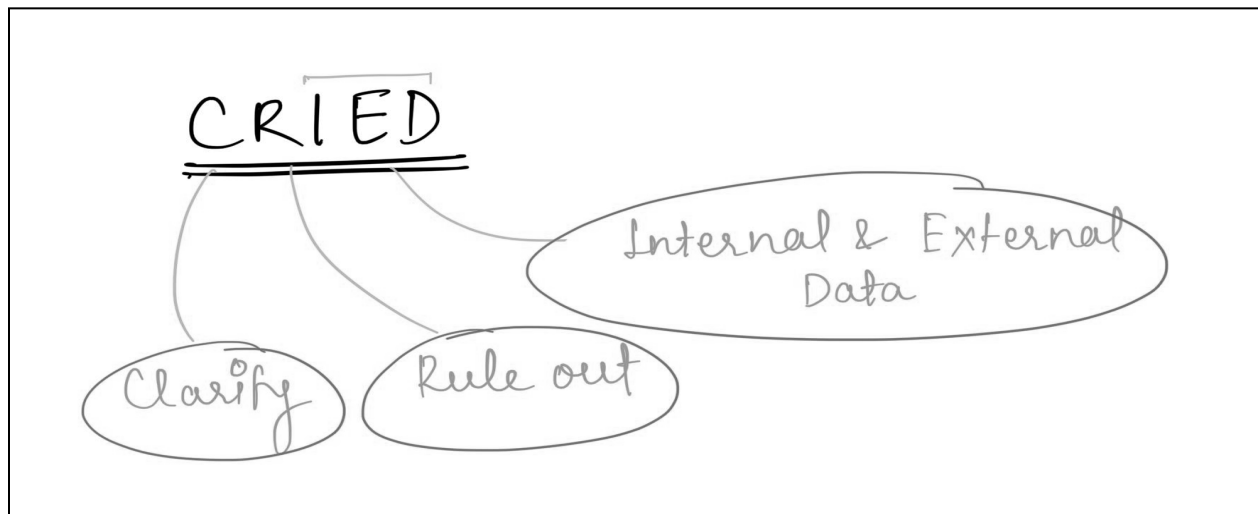 CRIED
Internal & External
Data
Clarify
Rule out